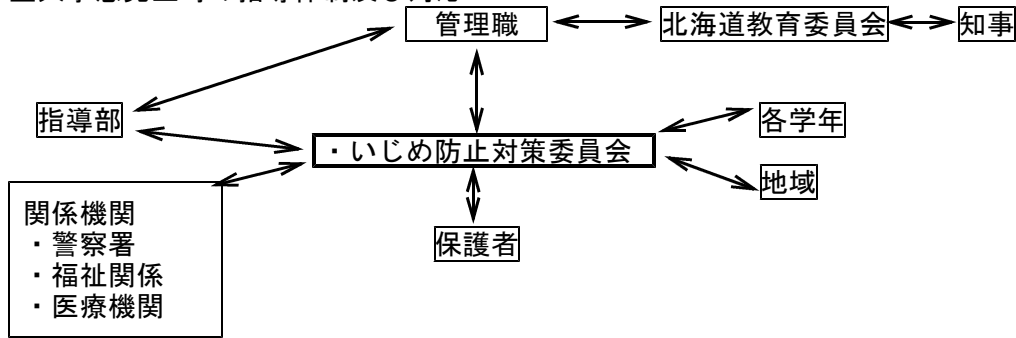 管理職
北海道教育委員会
知事
指導部
各学年
・いじめ防止対策委員会
地域
関係機関
・警察署
・福祉関係
・医療機関
保護者